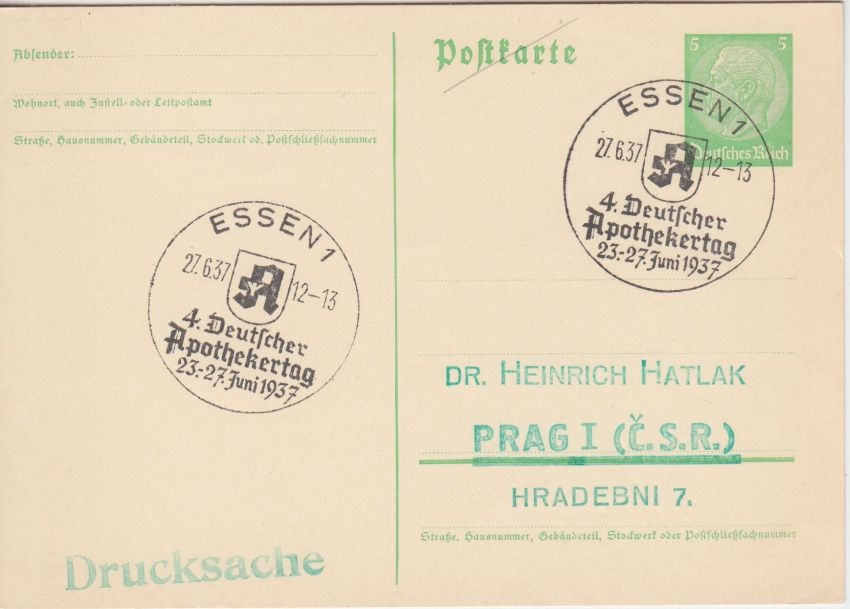 Absender:
Wohnort, auch Zustell- oder Leitpostamt
Straße, Hausnummer, Gebäudeteil, Stockwerk od. Postschließfachnummer
ESSEN 1
27.6.37 A 12-13
4. Deutscher
Apothekertag
23.-27. Juni 1937
Drucksache
Postkarte
5 5
Deutsches Reich
ESSEN 1
27.6.37 A 12-13
4. Deutscher
Apothekertag
23.-27. Juni 1937
DR. HEINRICH HATLAK
PRAG I (Č.S.R.)
HRADEBNI 7.
Straße, Hausnummer, Gebäudeteil, Stockwerk oder Postschließfachnummer